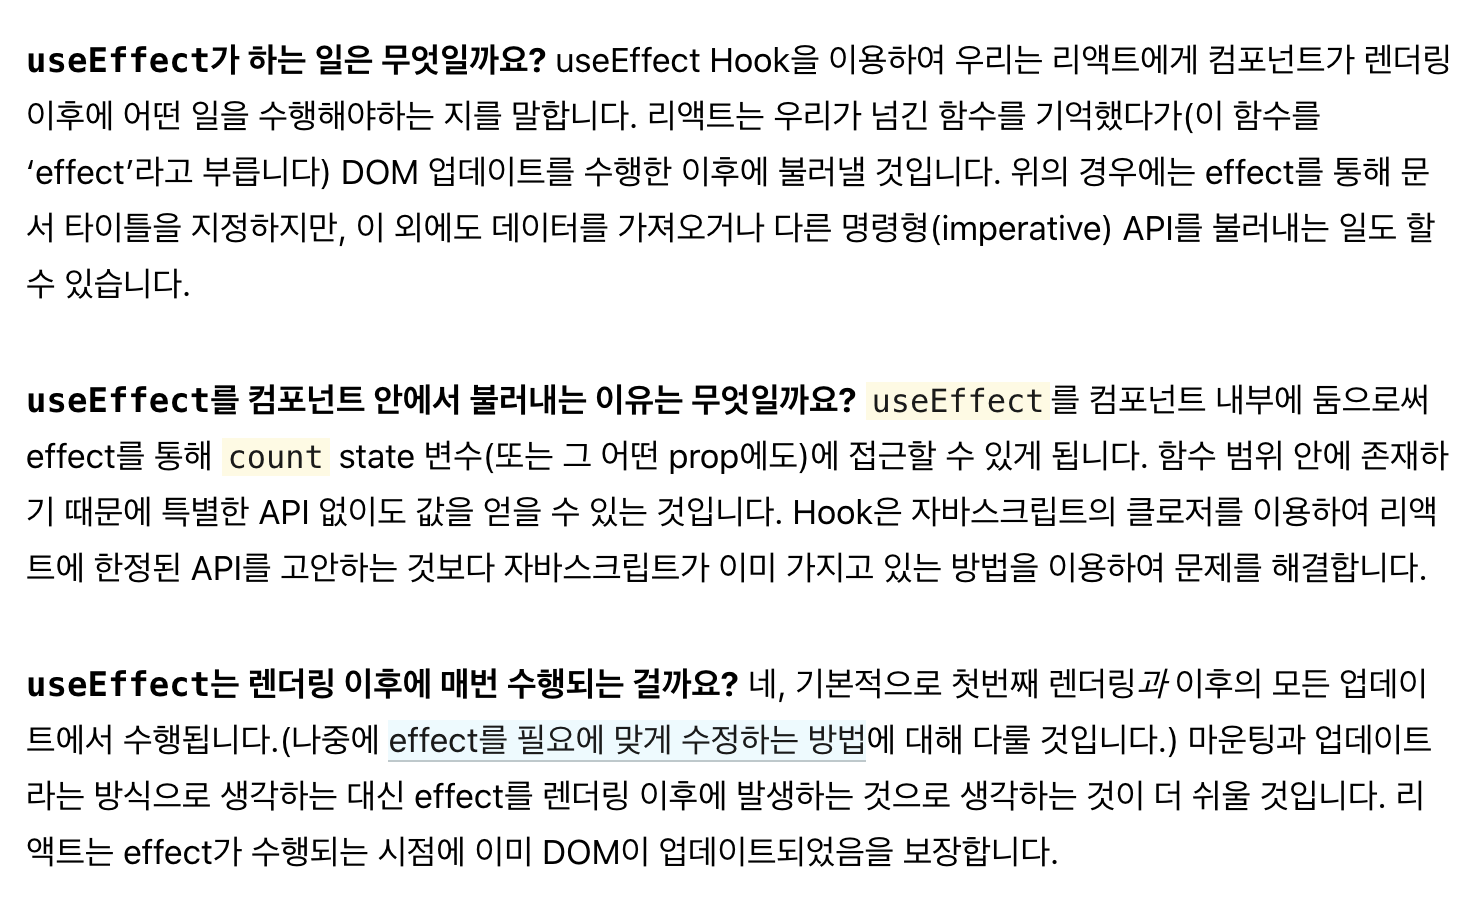 useEffect가 하는 일은 무엇일까요? useEffect Hook을 이용하여 우리는 리액트에게 컴포넌트가 렌더링
이후에 어떤 일을 수행해야하는 지를 말합니다. 리액트는 우리가 넘긴 함수를 기억했다가(이 함수를
‘effect’라고 부릅니다) DOM 업데이트를 수행한 이후에 불러낼 것입니다. 위의 경우에는 effect를 통해 문
서 타이틀을 지정하지만, 이 외에도 데이터를 가져오거나 다른 명령형(imperative) API를 불러내는 일도 할
수 있습니다.
useEffect를 컴포넌트 안에서 불러내는 이유는 무엇일까요? useEffect를 컴포넌트 내부에 둠으로써
effect를 통해 count state 변수(또는 그 어떤 prop에도)에 접근할 수 있게 됩니다. 함수 범위 안에 존재하
기 때문에 특별한 API 없이도 값을 얻을 수 있는 것입니다. Hook은 자바스크립트의 클로저를 이용하여 리액
트에 한정된 API를 고안하는 것보다 자바스크립트가 이미 가지고 있는 방법을 이용하여 문제를 해결합니다.
useEffect는 렌더링 이후에 매번 수행되는 걸까요? 네, 기본적으로 첫번째 렌더링과 이후의 모든 업데이
트에서 수행됩니다.(나중에 effect를 필요에 맞게 수정하는 방법에 대해 다룰 것입니다.) 마운팅과 업데이트
라는 방식으로 생각하는 대신 effect를 렌더링 이후에 발생하는 것으로 생각하는 것이 더 쉬울 것입니다. 리
액트는 effect가 수행되는 시점에 이미 DOM이 업데이트되었음을 보장합니다.